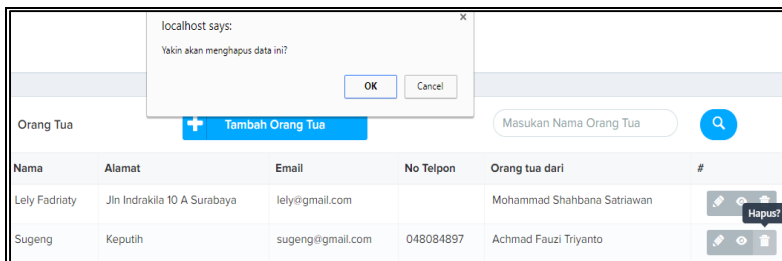 localhost says:
x
Yakin akan menghapus data ini?
OK Cancel
Orang Tua + Tambah Orang Tua Masukan Nama Orang Tua
Nama Alamat Email No Telpon Orang tua dari #
Lely Fadriaty Jln Indrakila 10 A Surabaya lely@gmail.com Mohammad Shahbana Satriawan
Hapus?
Sugeng Keputih sugeng@gmail.com 048084897 Achmad Fauzi Triyanto